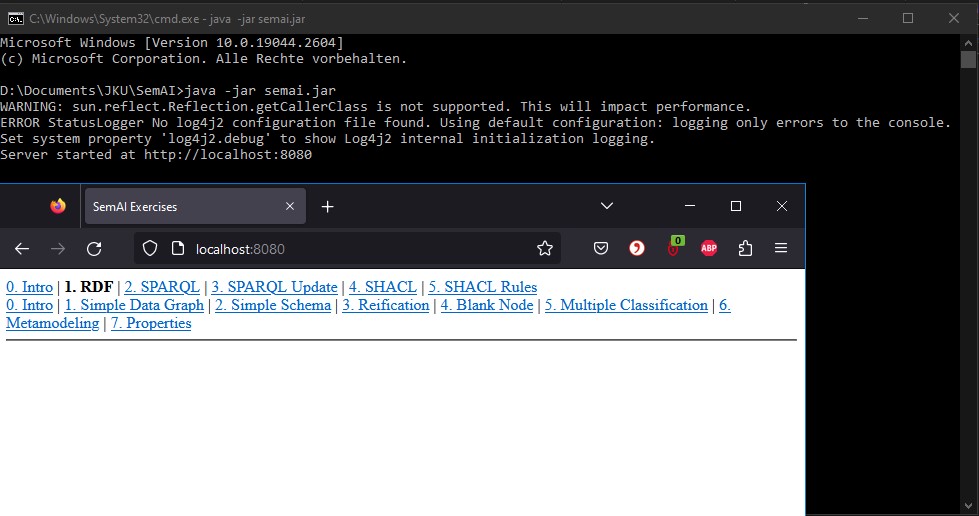 C:\Windows\System32\cmd.exe - java -jar semai.jar
Microsoft Windows [Version 10.0.19044.2604]
(c) Microsoft Corporation. Alle Rechte vorbehalten.
D:\Documents\JKU\SemAI>java -jar semai.jar
WARNING: sun.reflect.Reflection.getCallerClass is not supported. This will impact performance.
ERROR StatusLogger No log4j2 configuration file found. Using default configuration: logging only errors to the console.
Set system property 'log4j2.debug' to show Log4j2 internal initialization logging.
Server started at http://localhost:8080
SemAI Exercises
localhost:8080
0
ABP
0. Intro | 1. RDF | 2. SPARQL | 3. SPARQL Update | 4. SHACL | 5. SHACL Rules
0. Intro | 1. Simple Data Graph | 2. Simple Schema | 3. Reification | 4. Blank Node | 5. Multiple Classification | 6.
Metamodeling | 7. Properties